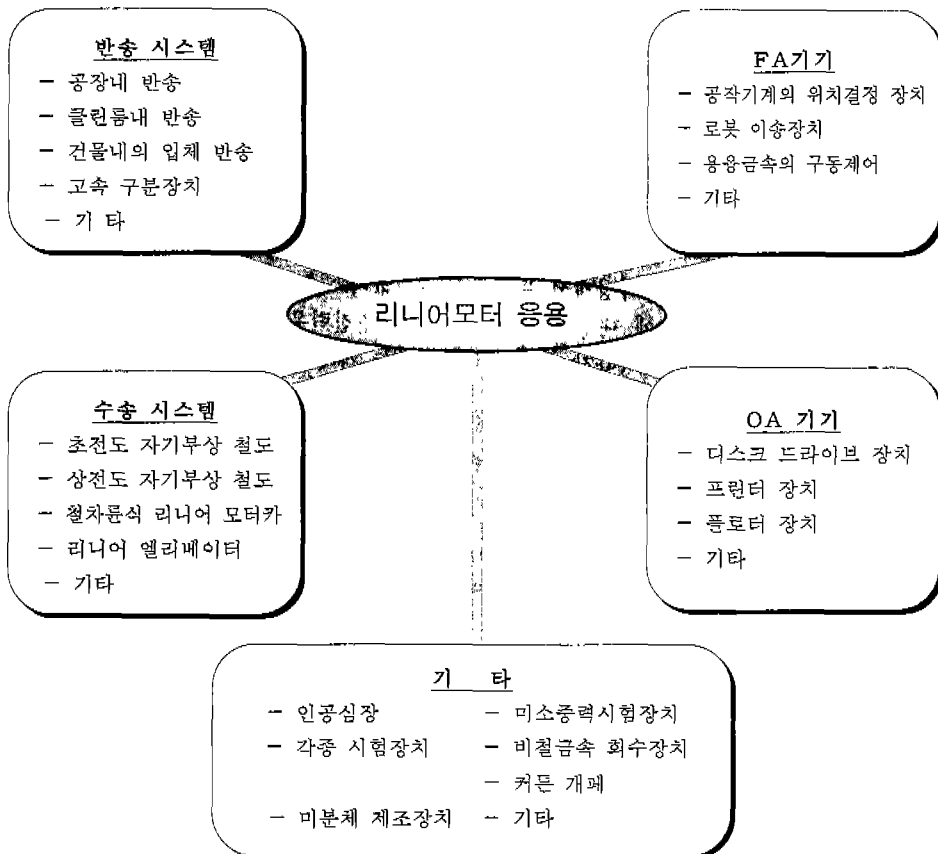 반송 시스템
- 공장내 반송
- 클린룸내 반송
- 건물내의 입체 반송
- 고속 구분장치
- 기 타
FA기기
- 공작기계의 위치결정 장치
- 로봇 이송장치
- 용융금속의 구동제어
- 기타
리니어모터 응용
수송 시스템
- 초전도 자기부상 철도
- 상전도 자기부상 철도
- 철차륜식 리니어 모터카
- 리니어 엘리베이터
- 기타
OA 기기
- 디스크 드라이브 장치
- 프린터 장치
- 플로터 장치
- 기타
기 타
- 인공심장
- 각종 시험장치
- 미분체 제조장치
- 미소중력시험장치
- 비철금속 회수장치
- 커튼 개폐
- 기타